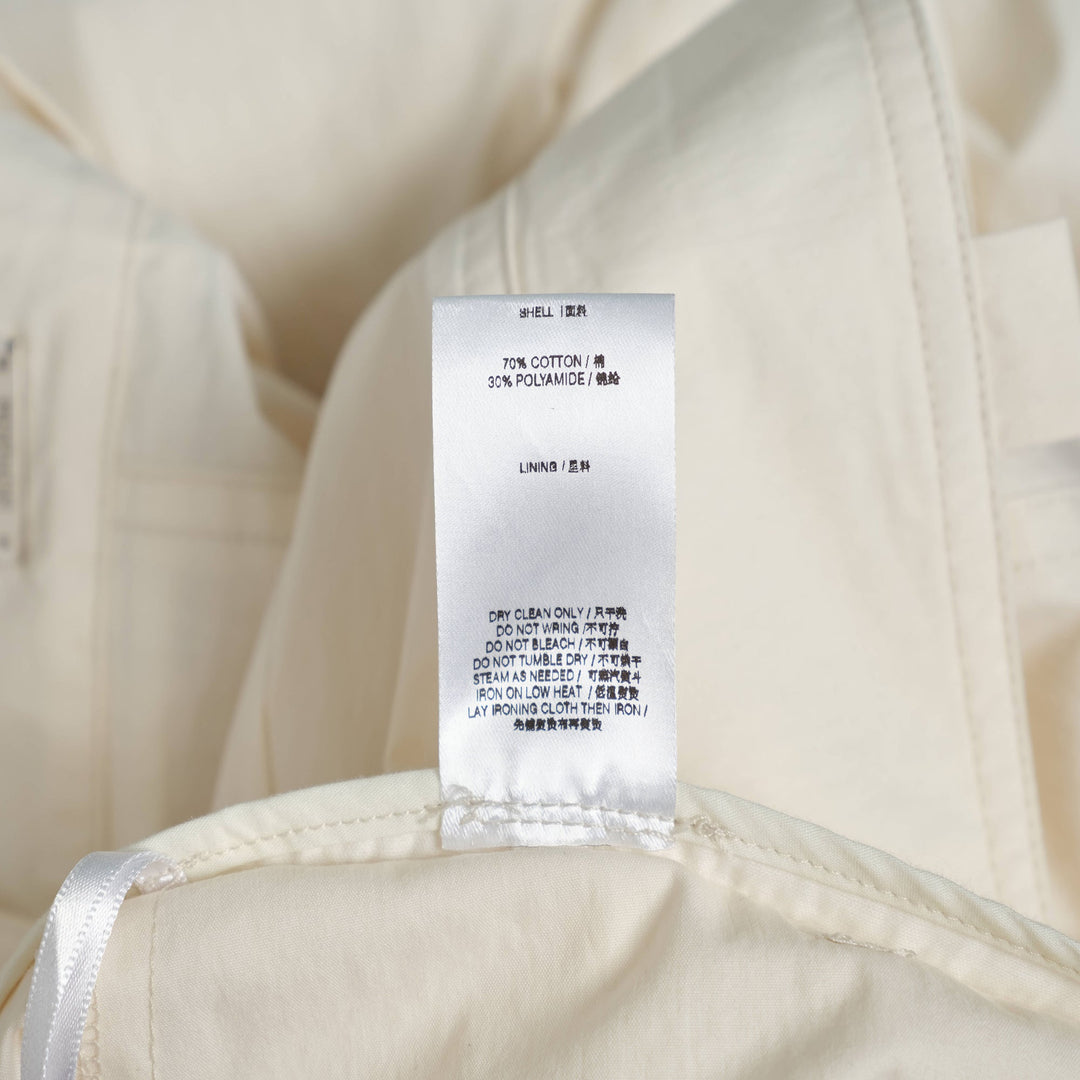 SHELL / 面料
70% COTTON / 棉
30% POLYAMIDE / 锦纶
LINING / 里料
DRY CLEAN ONLY / 只干洗
DO NOT WRING /不可拧
DO NOT BLEACH / 不可漂白
DO NOT TUMBLE DRY / 不可烘干
STEAM AS NEEDED / 可蒸汽熨斗
IRON ON LOW HEAT / 低温熨烫
LAY IRONING CLOTH THEN IRON /
先铺熨烫布再熨烫